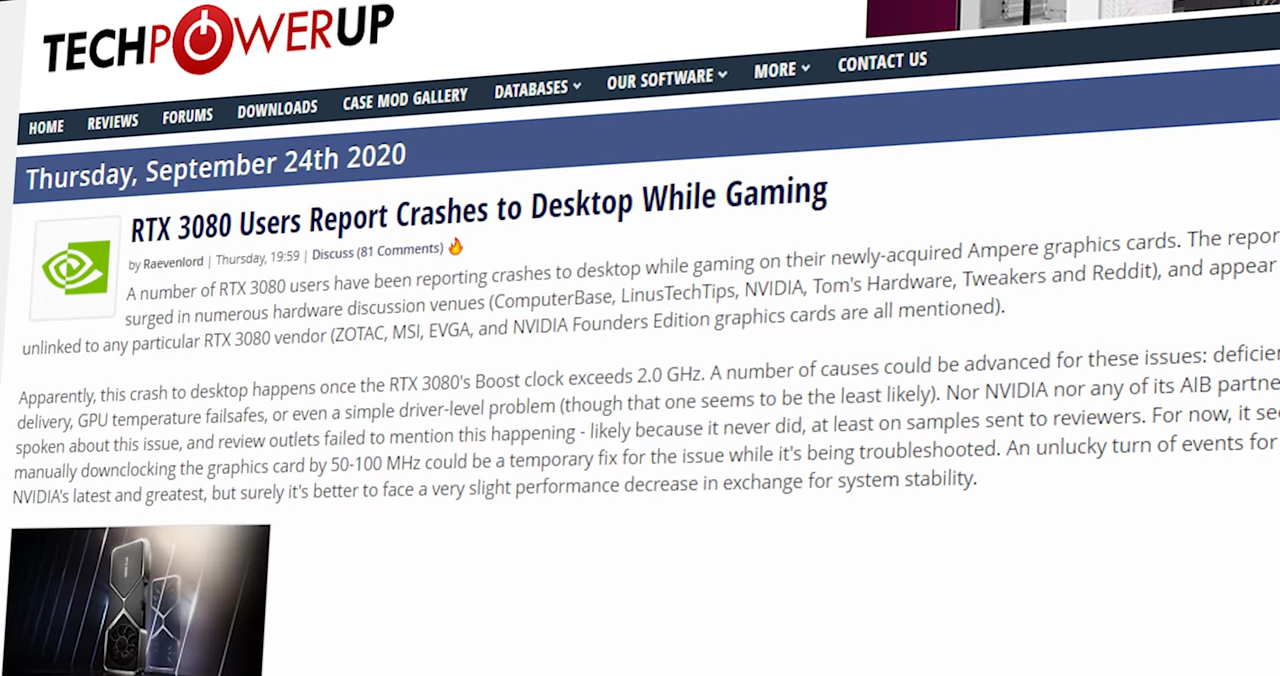 TECHPOWERUP
HOME REVIEWS FORUMS DOWNLOADS CASE MOD GALLERY DATABASES OUR SOFTWARE MORE CONTACT US
Thursday, September 24th 2020
RTX 3080 Users Report Crashes to Desktop While Gaming
by Raevenlord | Thursday, 19:59 | Discuss (81 Comments)
A number of RTX 3080 users have been reporting crashes to desktop while gaming on their newly-acquired Ampere graphics cards. The repor
surged in numerous hardware discussion venues (ComputerBase, LinusTechTips, NVIDIA, Tom's Hardware, Tweakers and Reddit), and appear
unlinked to any particular RTX 3080 vendor (ZOTAC, MSI, EVGA, and NVIDIA Founders Edition graphics cards are all mentioned).
Apparently, this crash to desktop happens once the RTX 3080's Boost clock exceeds 2.0 GHz. A number of causes could be advanced for these issues: deficien
delivery, GPU temperature failsafes, or even a simple driver-level problem (though that one seems to be the least likely). Nor NVIDIA nor any of its AIB partne
spoken about this issue, and review outlets failed to mention this happening - likely because it never did, at least on samples sent to reviewers. For now, it se
manually downclocking the graphics card by 50-100 MHz could be a temporary fix for the issue while it's being troubleshooted. An unlucky turn of events for
NVIDIA's latest and greatest, but surely it's better to face a very slight performance decrease in exchange for system stability.